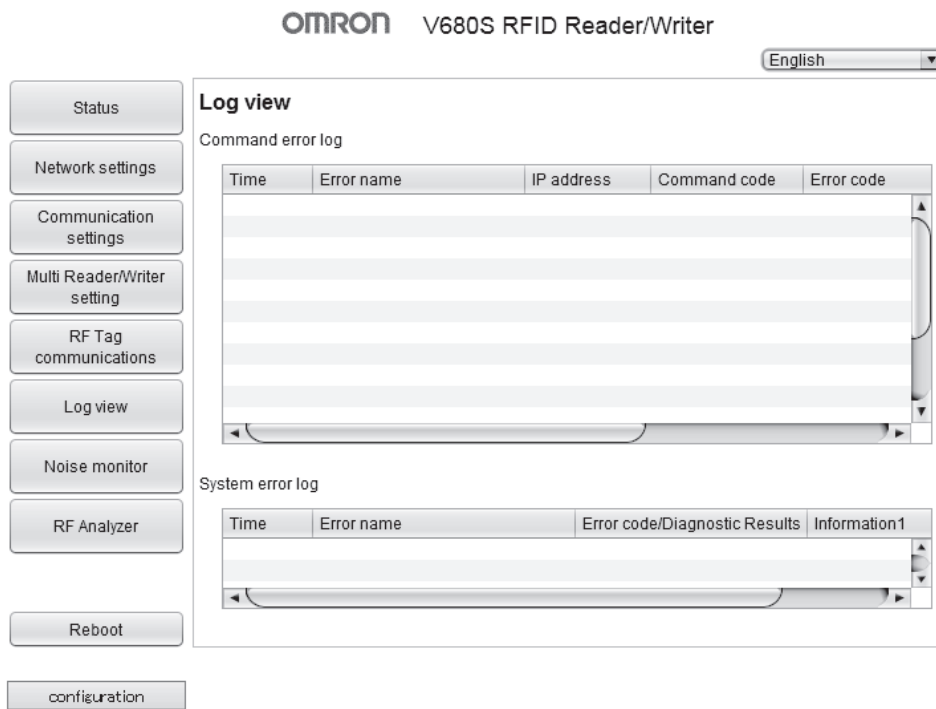 OMRON V680S RFID Reader/Writer
English
Status
Network settings
Communication
settings
Multi Reader/Writer
setting
RF Tag
communications
Log view
Noise monitor
RF Analyzer
Reboot
configuration
Log view
Command error log
Time Error name IP address Command code Error code
System error log
Time Error name Error code/Diagnostic Results Information1